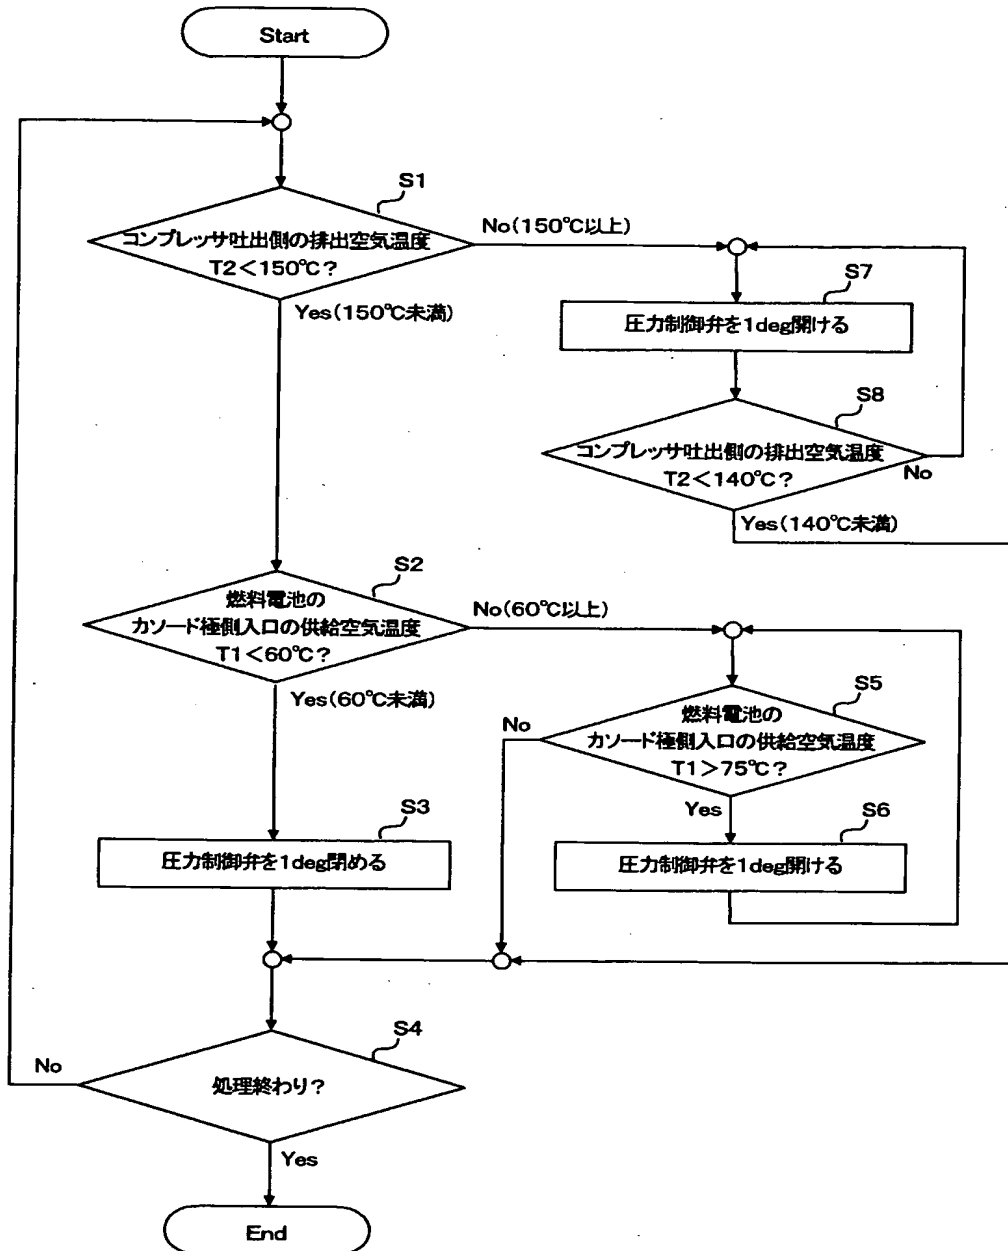 Start
S1
コンプレッサ吐出側の排出空気温度
T2<150℃?
No(150℃以上)
Yes(150℃未満)
S7
圧力制御弁を1deg開ける
S8
コンプレッサ吐出側の排出空気温度
T2<140℃?
No
Yes(140℃未満)
S2
燃料電池の
カソード極側入口の供給空気温度
T1<60℃?
No(60℃以上)
Yes(60℃未満)
S5
燃料電池の
カソード極側入口の供給空気温度
T1>75℃?
No
Yes
S6
圧力制御弁を1deg開ける
S3
圧力制御弁を1deg閉める
S4
処理終わり?
No
Yes
End